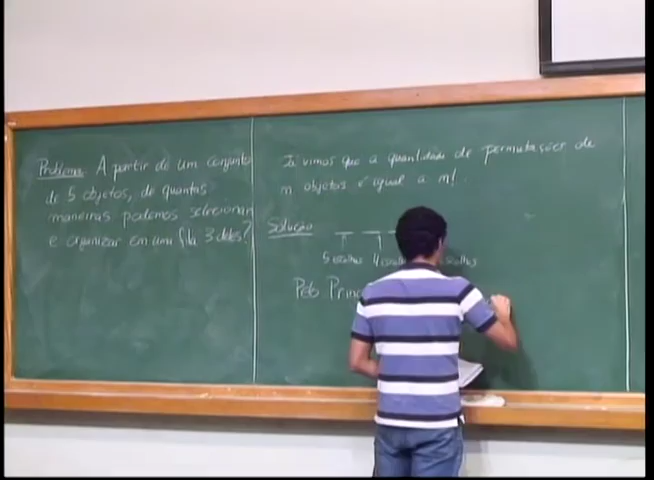 Problema. A partir de um conjunto
de 5 objetos, de quantas
maneiras podemos selecionar
e organizar em uma fila 3 deles?
Já vimos que a quantidade de permutações de
n objetos é igual a n!.
Solução
5 escolhas 4 escolhas
Pelo